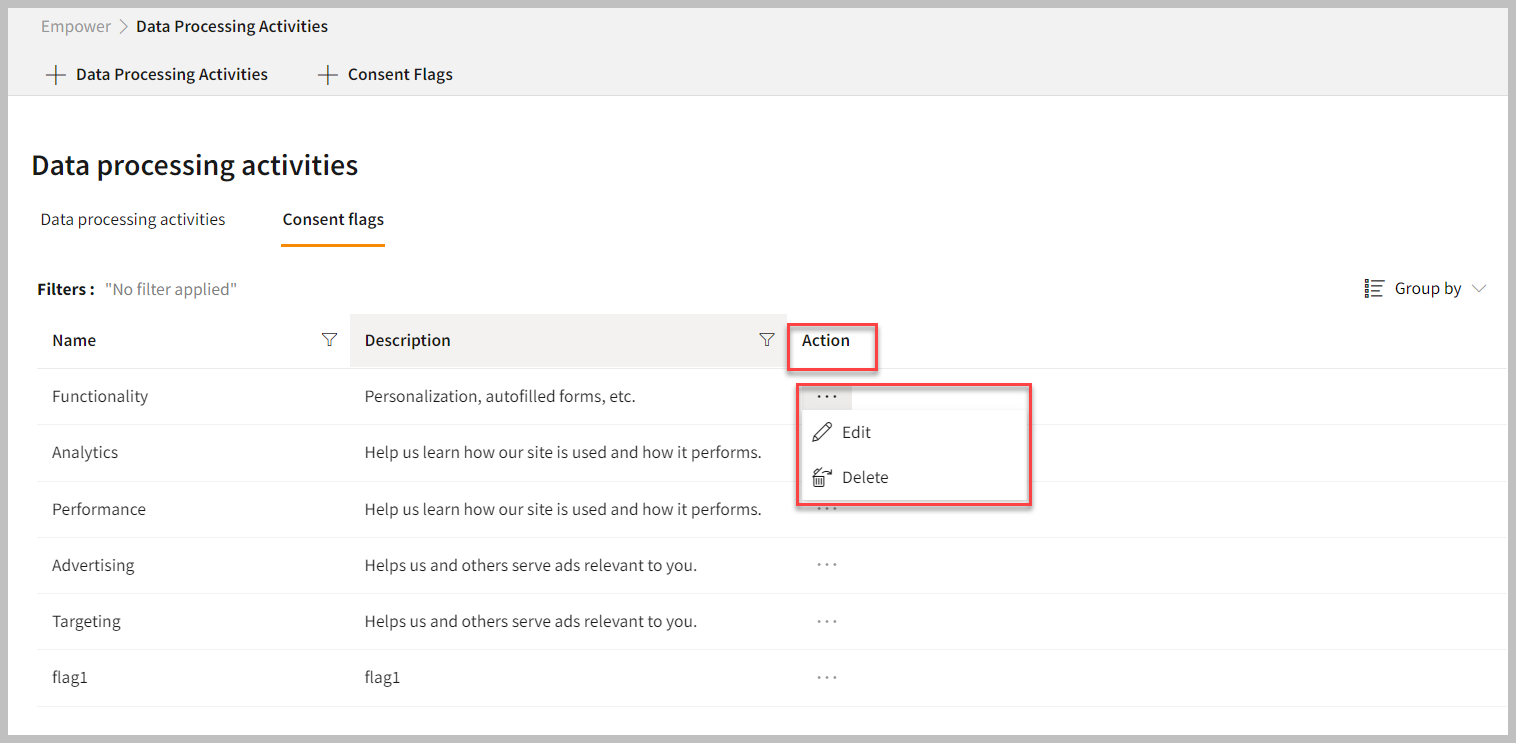 Empower > Data Processing Activities
+ Data Processing Activities + Consent Flags
Data processing activities
Data processing activities Consent flags
Filters : "No filter applied" Group by
Name Description Action
Functionality Personalization, autofilled forms, etc. ...
Edit
Analytics Help us learn how our site is used and how it performs.
Delete
Performance Help us learn how our site is used and how it performs. ...
Advertising Helps us and others serve ads relevant to you. ...
Targeting Helps us and others serve ads relevant to you. ...
flag1 flag1 ...